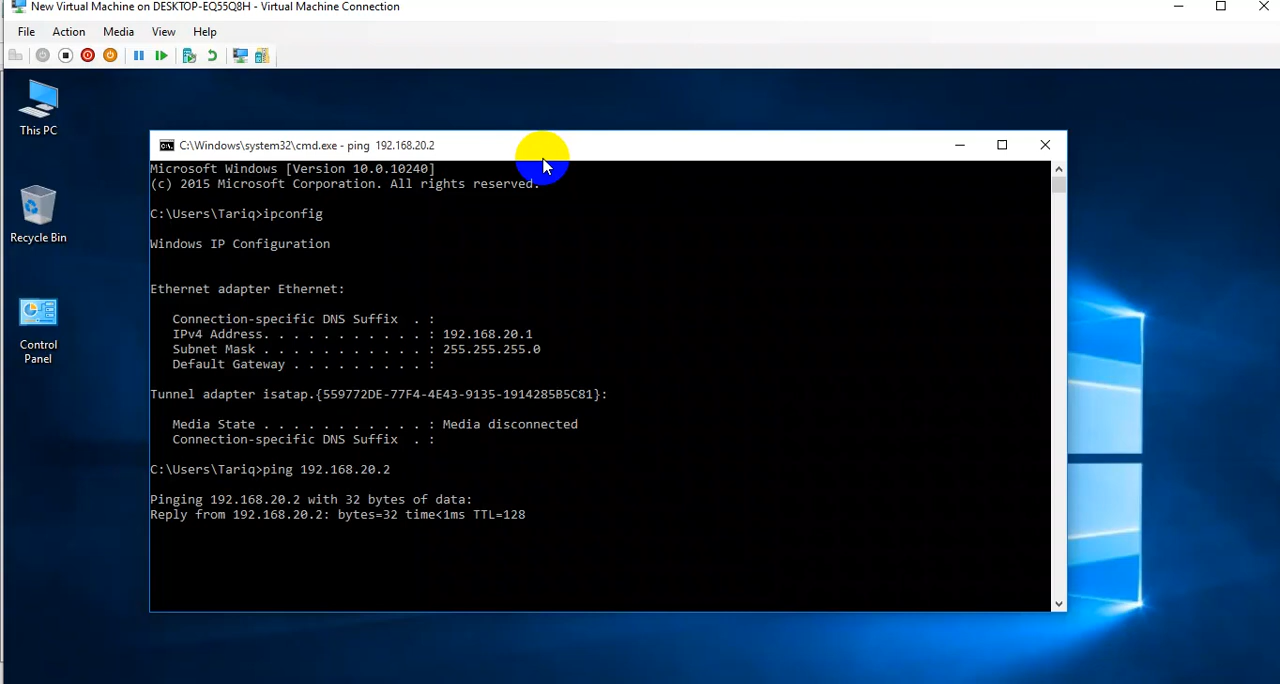 New Virtual Machine on DESKTOP-EQ55Q8H - Virtual Machine Connection
File Action Media View Help
This PC
Recycle Bin
Control
Panel
C:\Windows\system32\cmd.exe - ping  192.168.20.2
Microsoft Windows [Version 10.0.10240]
(c) 2015 Microsoft Corporation. All rights reserved.
C:\Users\Tariq>ipconfig
Windows IP Configuration
Ethernet adapter Ethernet:
Connection-specific DNS Suffix  . :
IPv4 Address. . . . . . . . . . . : 192.168.20.1
Subnet Mask . . . . . . . . . . . : 255.255.255.0
Default Gateway . . . . . . . . . :
Tunnel adapter isatap.{559772DE-77F4-4E43-9135-1914285B5C81}:
Media State . . . . . . . . . . . : Media disconnected
Connection-specific DNS Suffix  . :
C:\Users\Tariq>ping 192.168.20.2
Pinging 192.168.20.2 with 32 bytes of data:
Reply from 192.168.20.2: bytes=32 time<1ms TTL=128